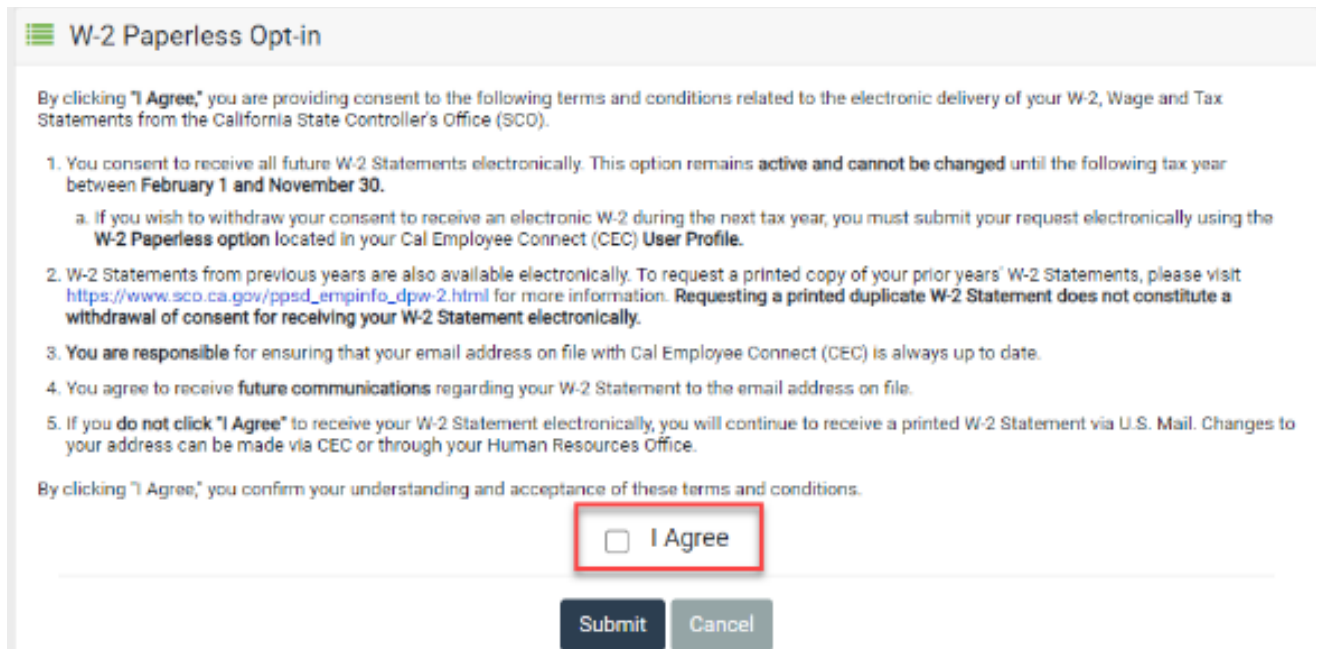 W-2 Paperless Opt-in
By clicking "I Agree," you are providing consent to the following terms and conditions related to the electronic delivery of your W-2, Wage and Tax
Statements from the California State Controller's Office (SCO).
1. You consent to receive all future W-2 Statements electronically. This option remains active and cannot be changed until the following tax year
between February 1 and November 30.
a. If you wish to withdraw your consent to receive an electronic W-2 during the next tax year, you must submit your request electronically using the
W-2 Paperless option located in your Cal Employee Connect (CEC) User Profile.
2. W-2 Statements from previous years are also available electronically. To request a printed copy of your prior years' W-2 Statements, please visit
https://www.sco.ca.gov/ppsd_empinfo_dpw-2.html for more information. Requesting a printed duplicate W-2 Statement does not constitute a
withdrawal of consent for receiving your W-2 Statement electronically.
3. You are responsible for ensuring that your email address on file with Cal Employee Connect (CEC) is always up to date.
4. You agree to receive future communications regarding your W-2 Statement to the email address on file.
5. If you do not click "I Agree" to receive your W-2 Statement electronically, you will continue to receive a printed W-2 Statement via U.S. Mail. Changes to
your address can be made via CEC or through your Human Resources Office.
By clicking "I Agree," you confirm your understanding and acceptance of these terms and conditions.
I Agree
Submit Cancel